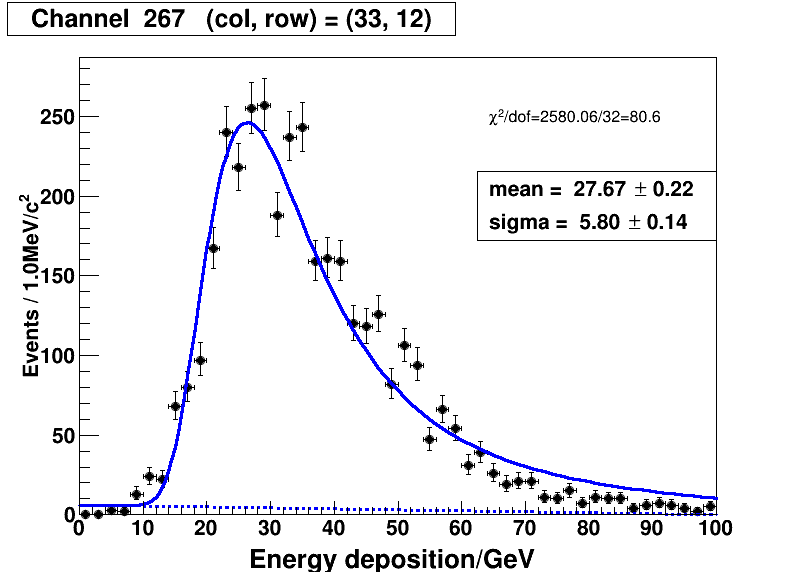 Channel 267 (col, row) = (33, 12)
χ²/dof=2580.06/32=80.6
mean = 27.67 ± 0.22
sigma = 5.80 ± 0.14
Events / 1.0MeV/c²
250
200
150
100
50
0
0 10 20 30 40 50 60 70 80 90 100
Energy deposition/GeV